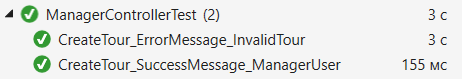 ManagerControllerTest (2) 3 с
CreateTour_ErrorMessage_InvalidTour 3 с
CreateTour_SuccessMessage_ManagerUser 155 мс